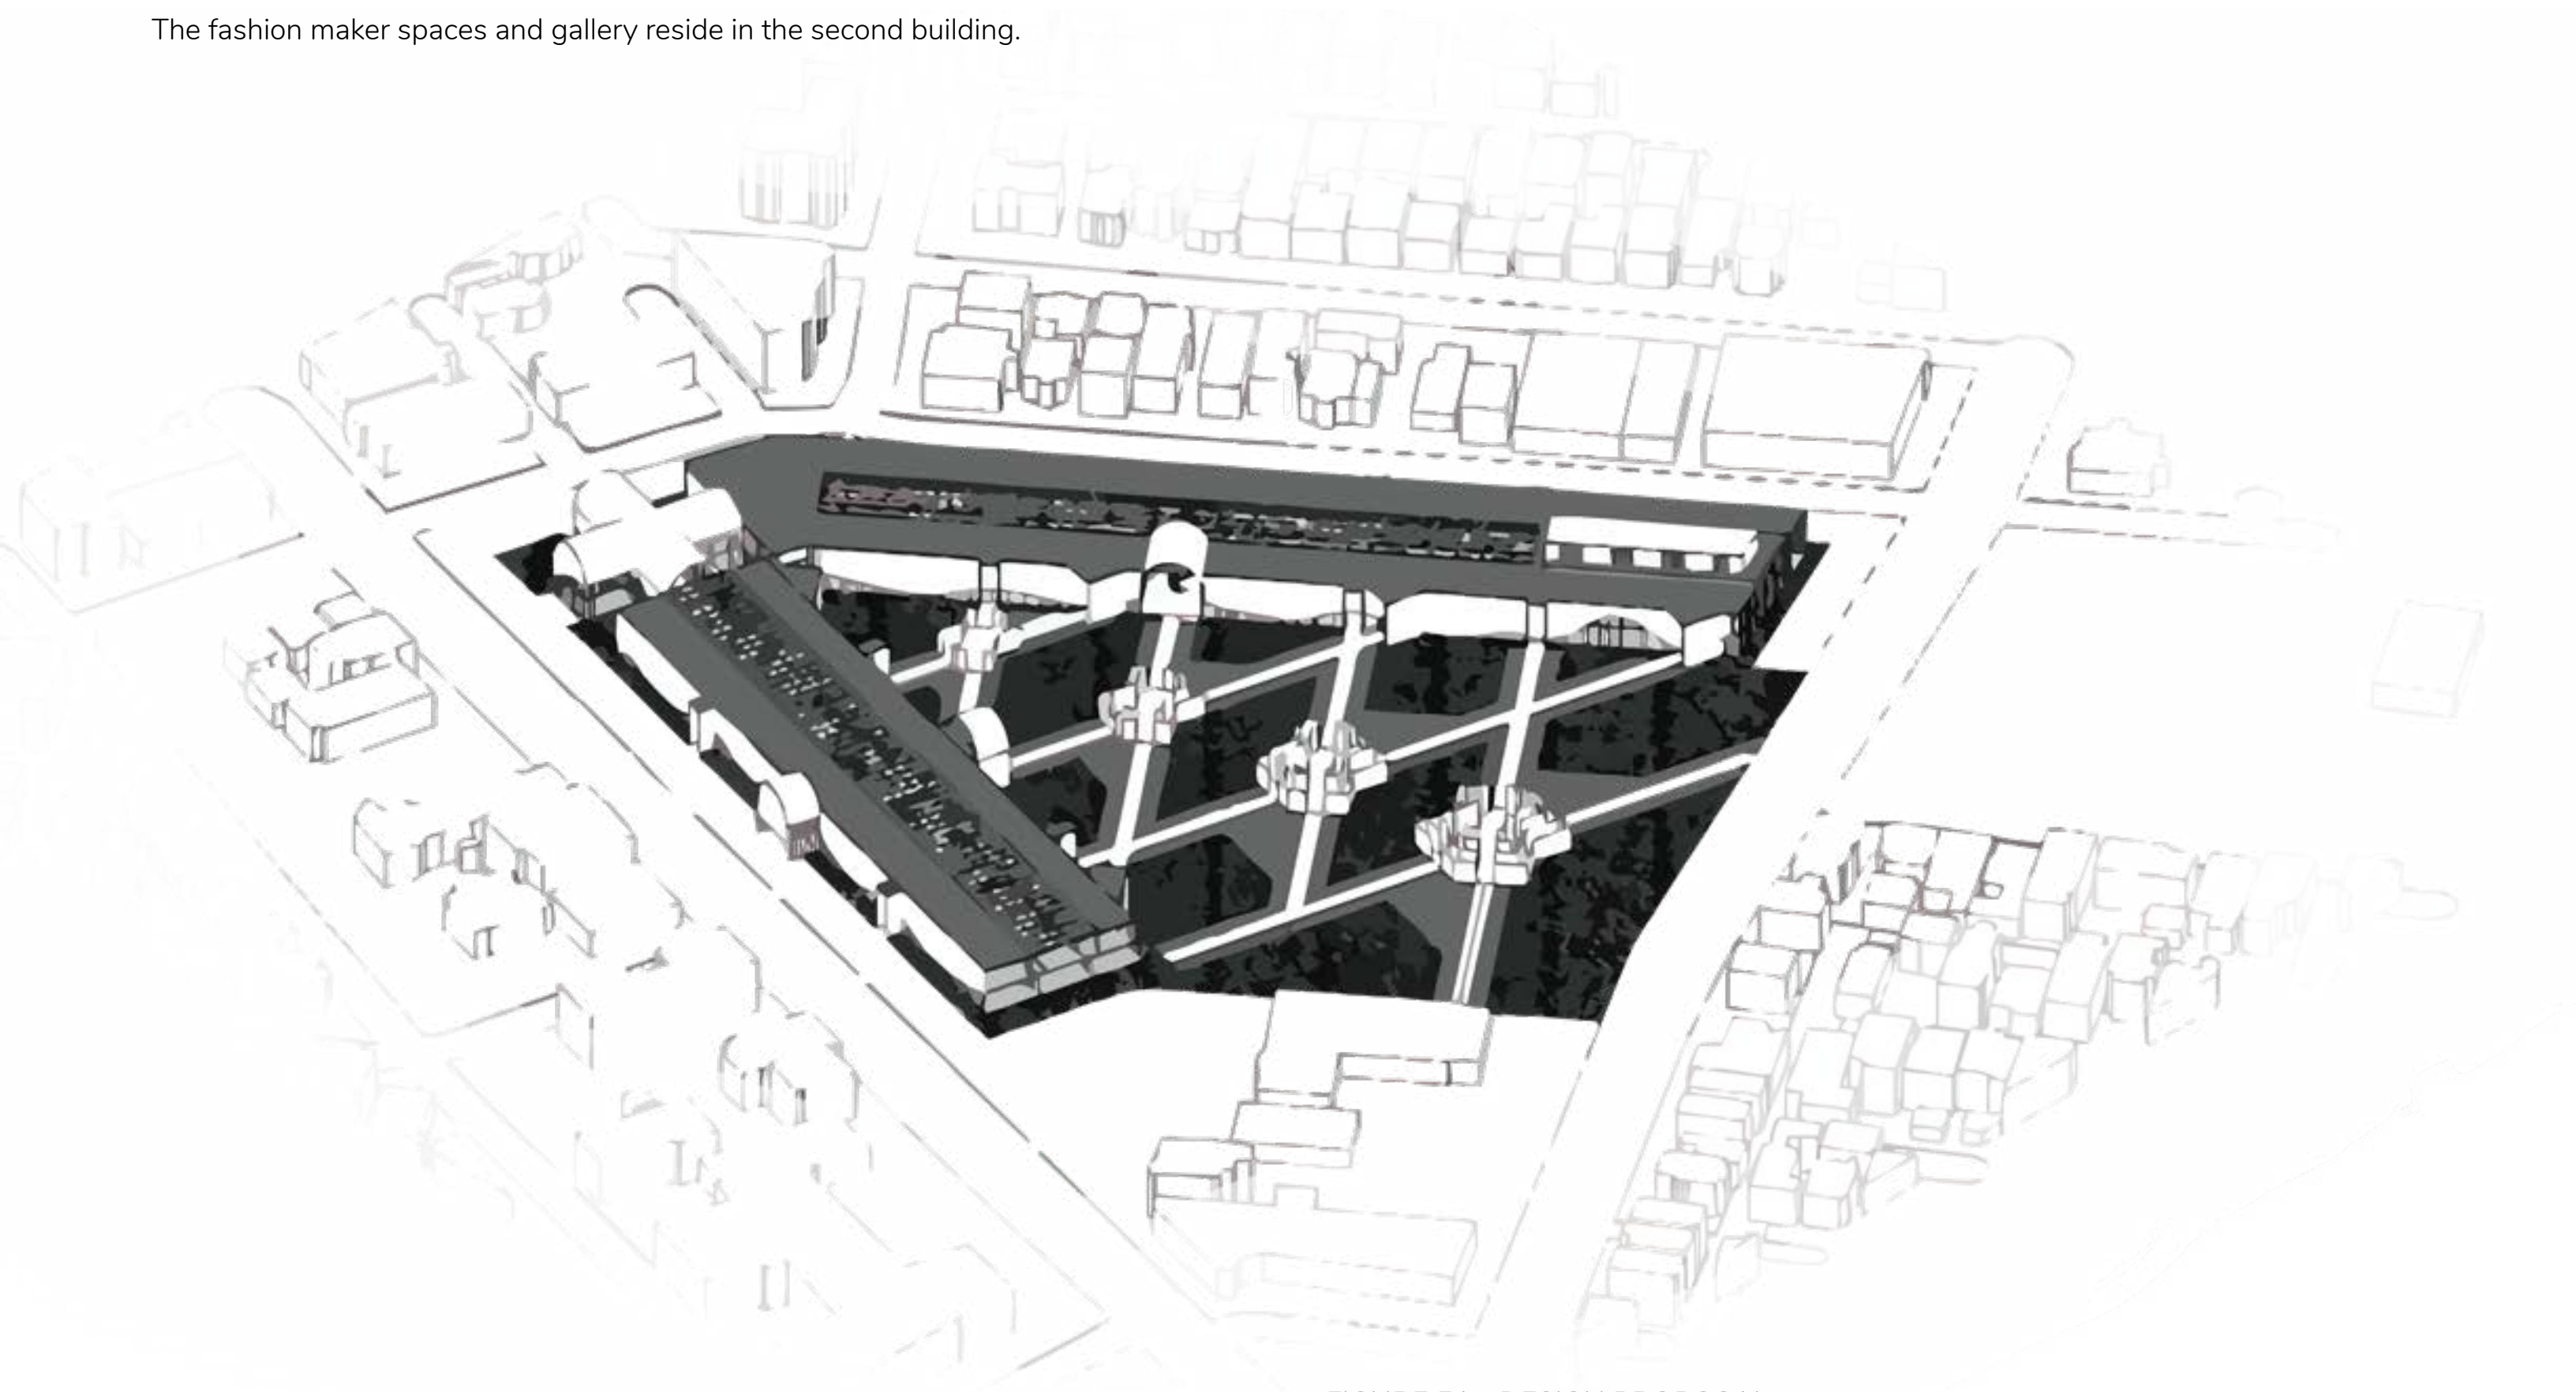 The fashion maker spaces and gallery reside in the second building.